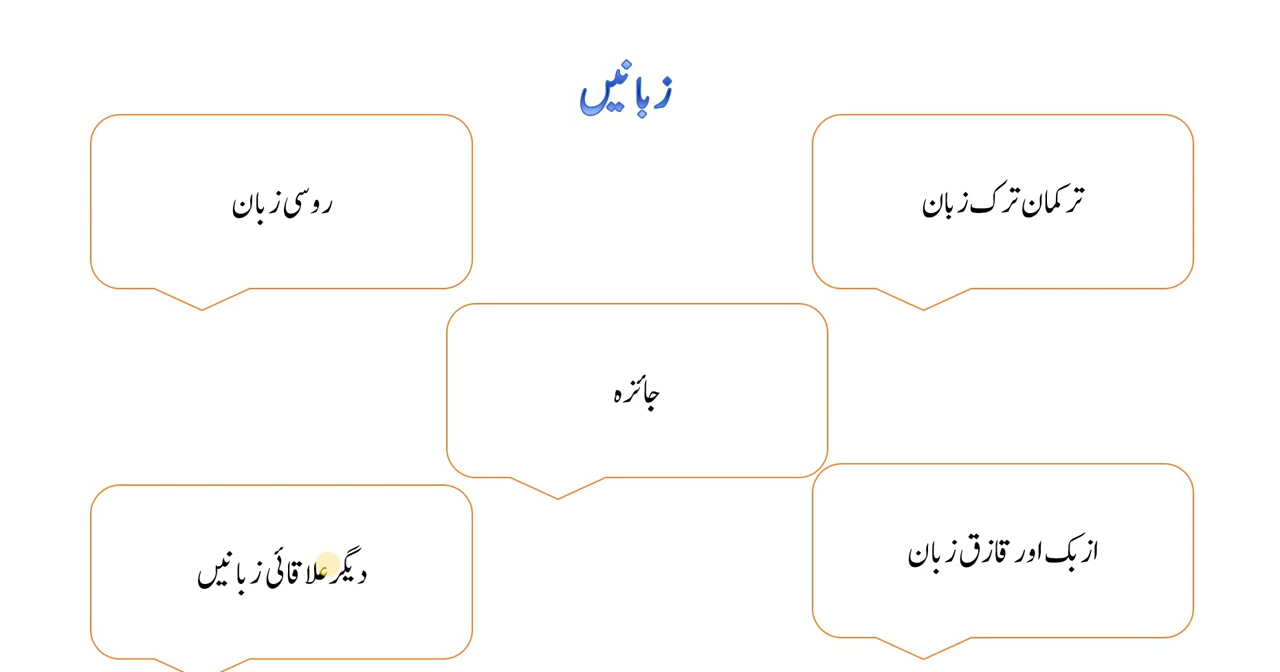 زبانیں
ترکمان ترک زبان
روسی زبان
جائزہ
ازبک اور قازق زبان
دیگر علاقائی زبانیں